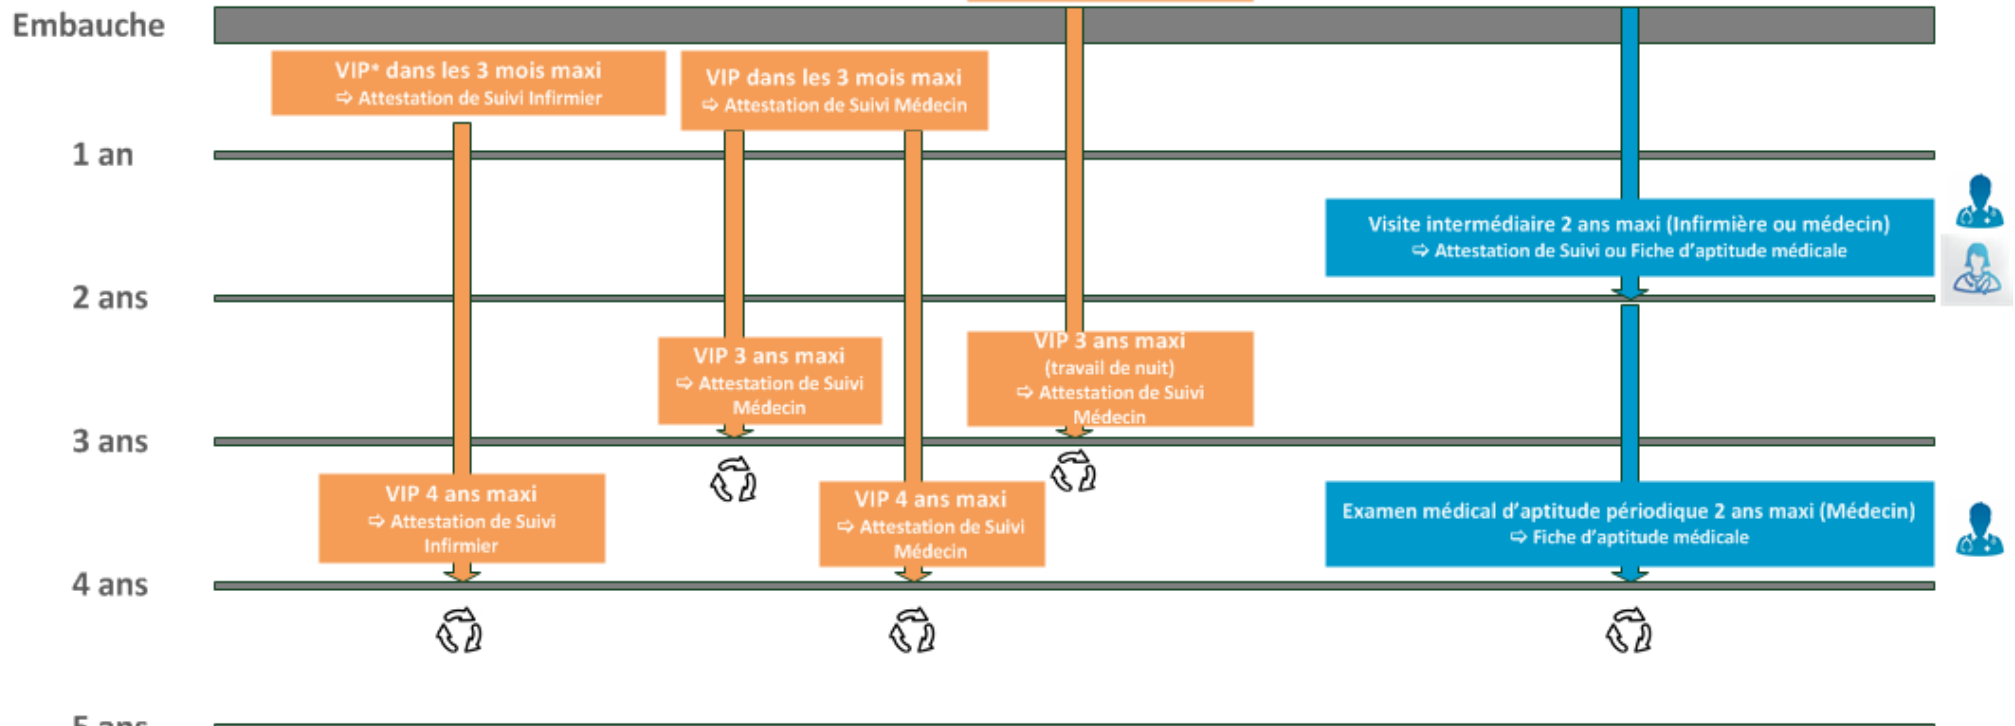 Embauche
VIP* dans les 3 mois maxi
⇨ Attestation de Suivi Infirmier
VIP dans les 3 mois maxi
⇨ Attestation de Suivi Médecin
1 an
Visite intermédiaire 2 ans maxi (Infirmière ou médecin)
⇨ Attestation de Suivi ou Fiche d'aptitude médicale
2 ans
VIP 3 ans maxi
⇨ Attestation de Suivi
Médecin
VIP 3 ans maxi
(travail de nuit)
⇨ Attestation de Suivi
Médecin
3 ans
VIP 4 ans maxi
⇨ Attestation de Suivi
Infirmier
VIP 4 ans maxi
⇨ Attestation de Suivi
Médecin
Examen médical d'aptitude périodique 2 ans maxi (Médecin)
⇨ Fiche d'aptitude médicale
4 ans
5 ans